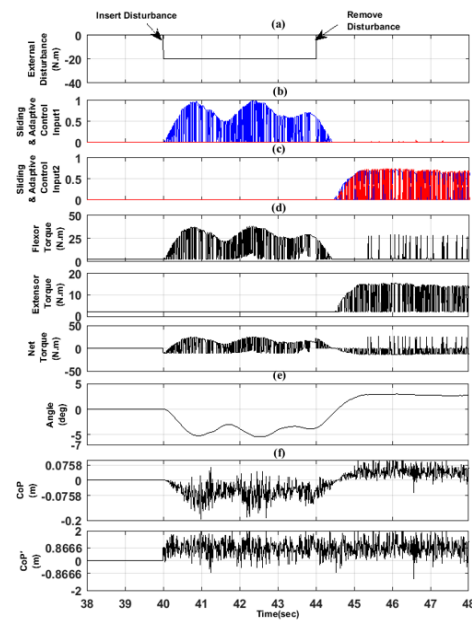 Insert Disturbance
(a)
Remove
Disturbance
External
Disturbance
(N.m)
0
-20
-40
(b)
Sliding
& Adaptive
Control
Input1
1
0.5
0
(c)
Sliding
& Adaptive
Control
Input2
1
0.5
0
(d)
Flexor
Torque
(N.m)
50
25
0
Extensor
Torque
(N.m)
20
10
0
Net
Torque
(N.m)
50
0
-50
(e)
Angle
(deg)
5
0
-5
-7
(f)
CoP
(m)
0.0758
-0.0758
-0.2
CoP'
(m)
2
0.8666
0
-0.8666
-2
38 39 40 41 42 43 44 45 46 47 48
Time(sec)